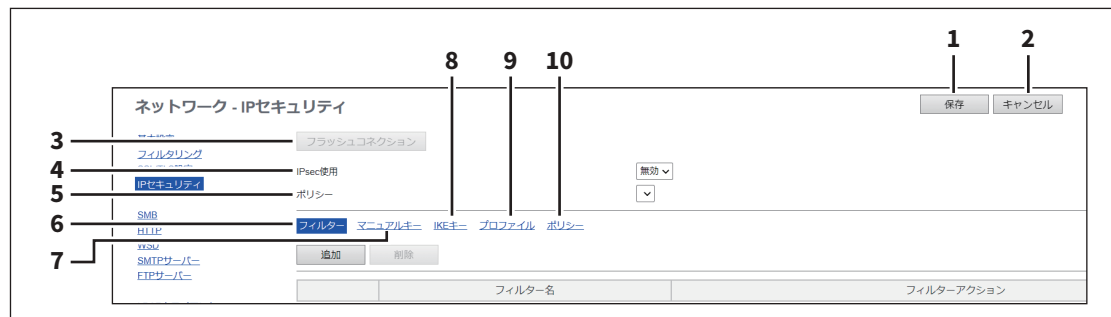 1 2
8 9 10
ネットワーク - IPセキュリティ
保存 キャンセル
3
基本設定
フラッシュコネクション
フィルタリング
4
IPsec使用
無効
IPセキュリティ
5
ポリシー
SMB
6
フィルター マニュアルキー IKEキー プロファイル ポリシー
HTTP
WSD
7
追加 削除
SMTPサーバー
FTPサーバー
フィルター名 フィルターアクション